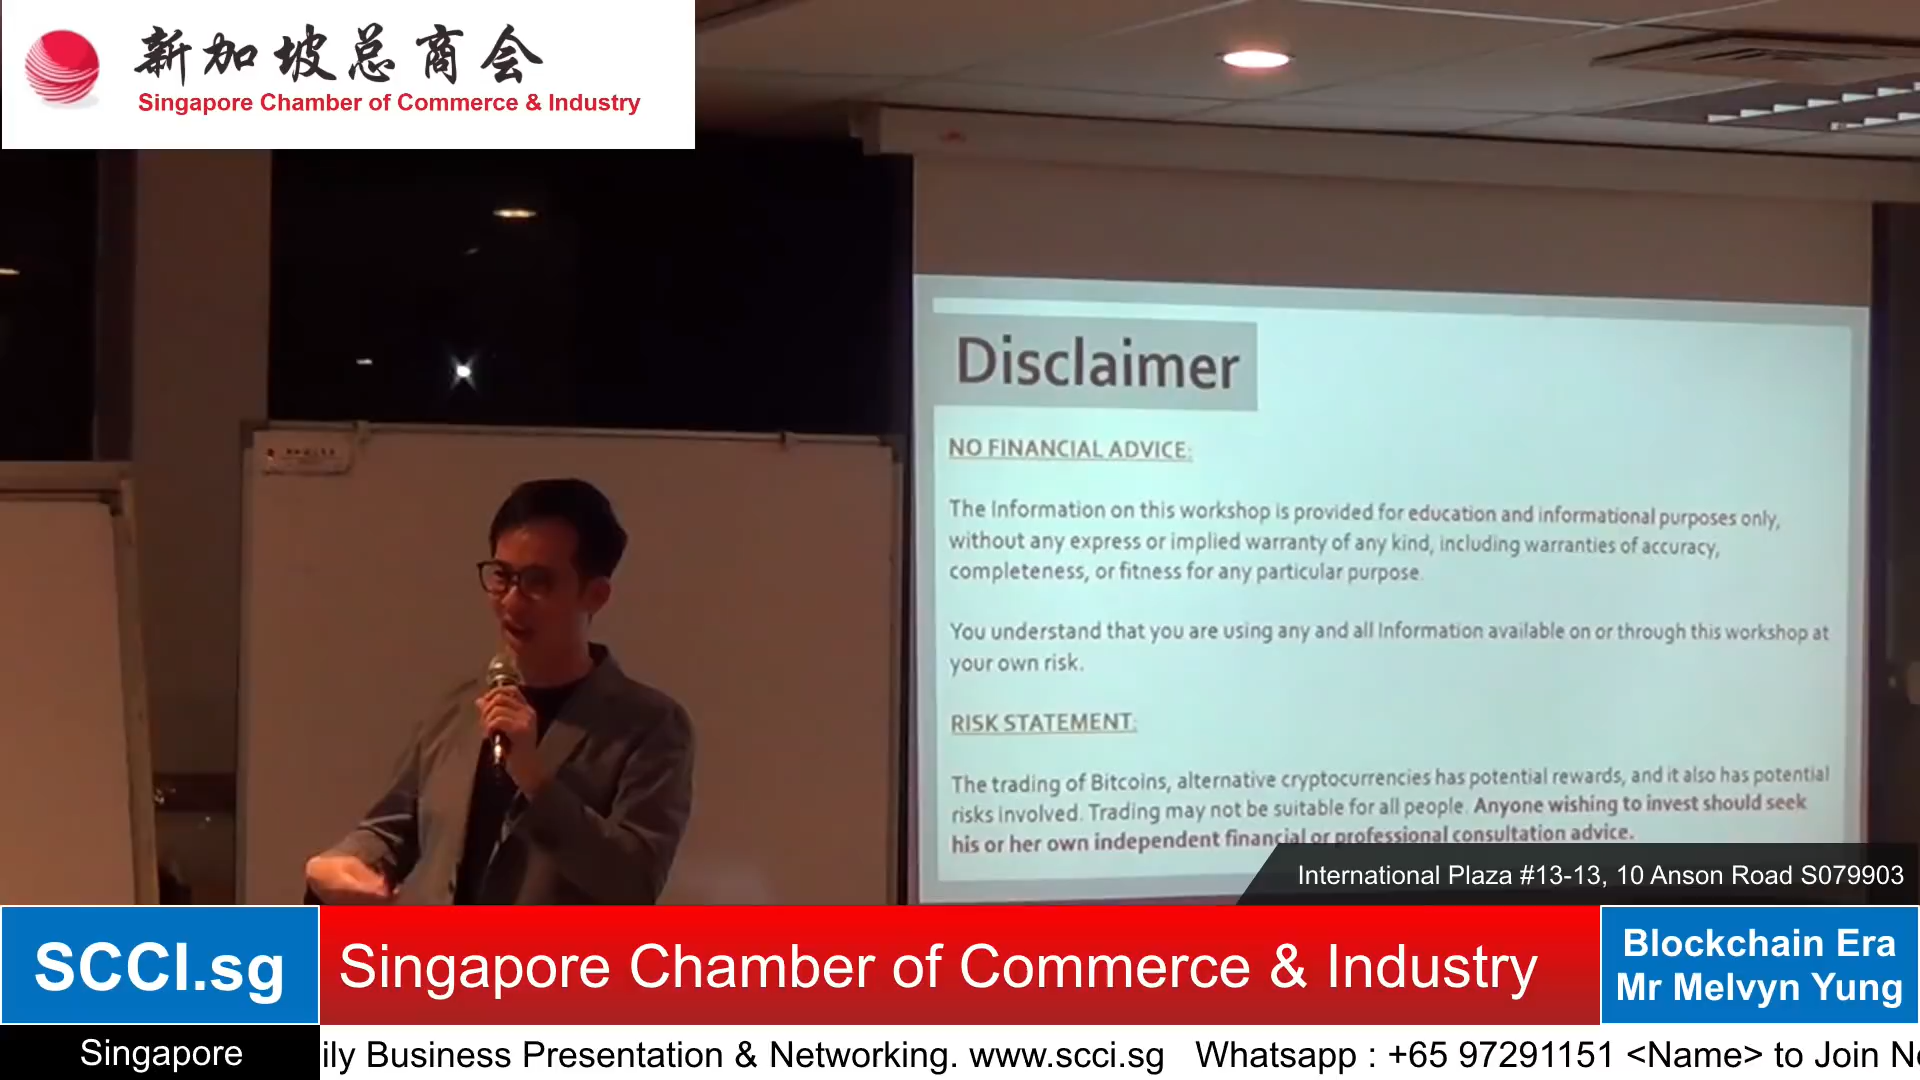 新加坡总商会
Singapore Chamber of Commerce & Industry
Disclaimer
NO FINANCIAL ADVICE:
The Information on this workshop is provided for education and informational purposes only,
without any express or implied warranty of any kind, including warranties of accuracy,
completeness, or fitness for any particular purpose.
You understand that you are using any and all Information available on or through this workshop at
your own risk.
RISK STATEMENT:
The trading of Bitcoins, alternative cryptocurrencies has potential rewards, and it also has potential
risks involved. Trading may not be suitable for all people. Anyone wishing to invest should seek
his or her own independent financial or professional consultation advice.
International Plaza #13-13, 10 Anson Road S079903
SCCI.sg
Singapore Chamber of Commerce & Industry
Blockchain Era
Mr Melvyn Yung
Singapore
ily Business Presentation & Networking. www.scci.sg Whatsapp : +65 97291151 <Name> to Join N